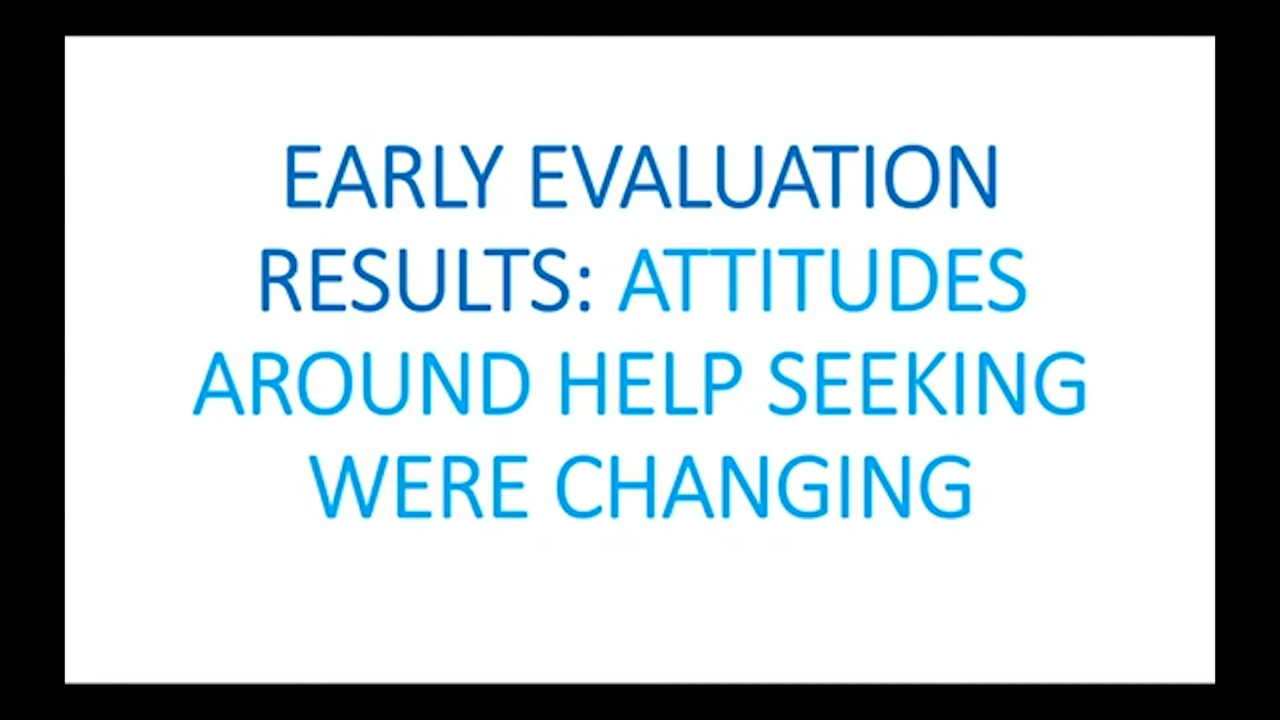 EARLY EVALUATION
RESULTS: ATTITUDES
AROUND HELP SEEKING
WERE CHANGING